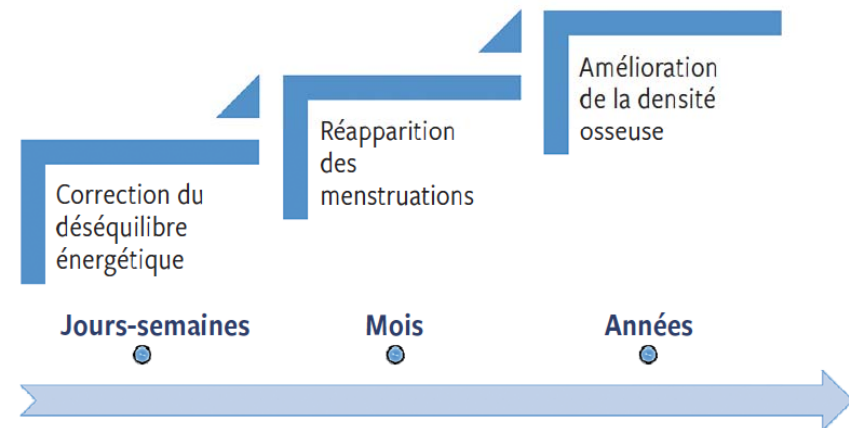 Correction du
déséquilibre
énergétique
Réapparition
des
menstruations
Amélioration
de la densité
osseuse
Jours-semaines
Mois
Années